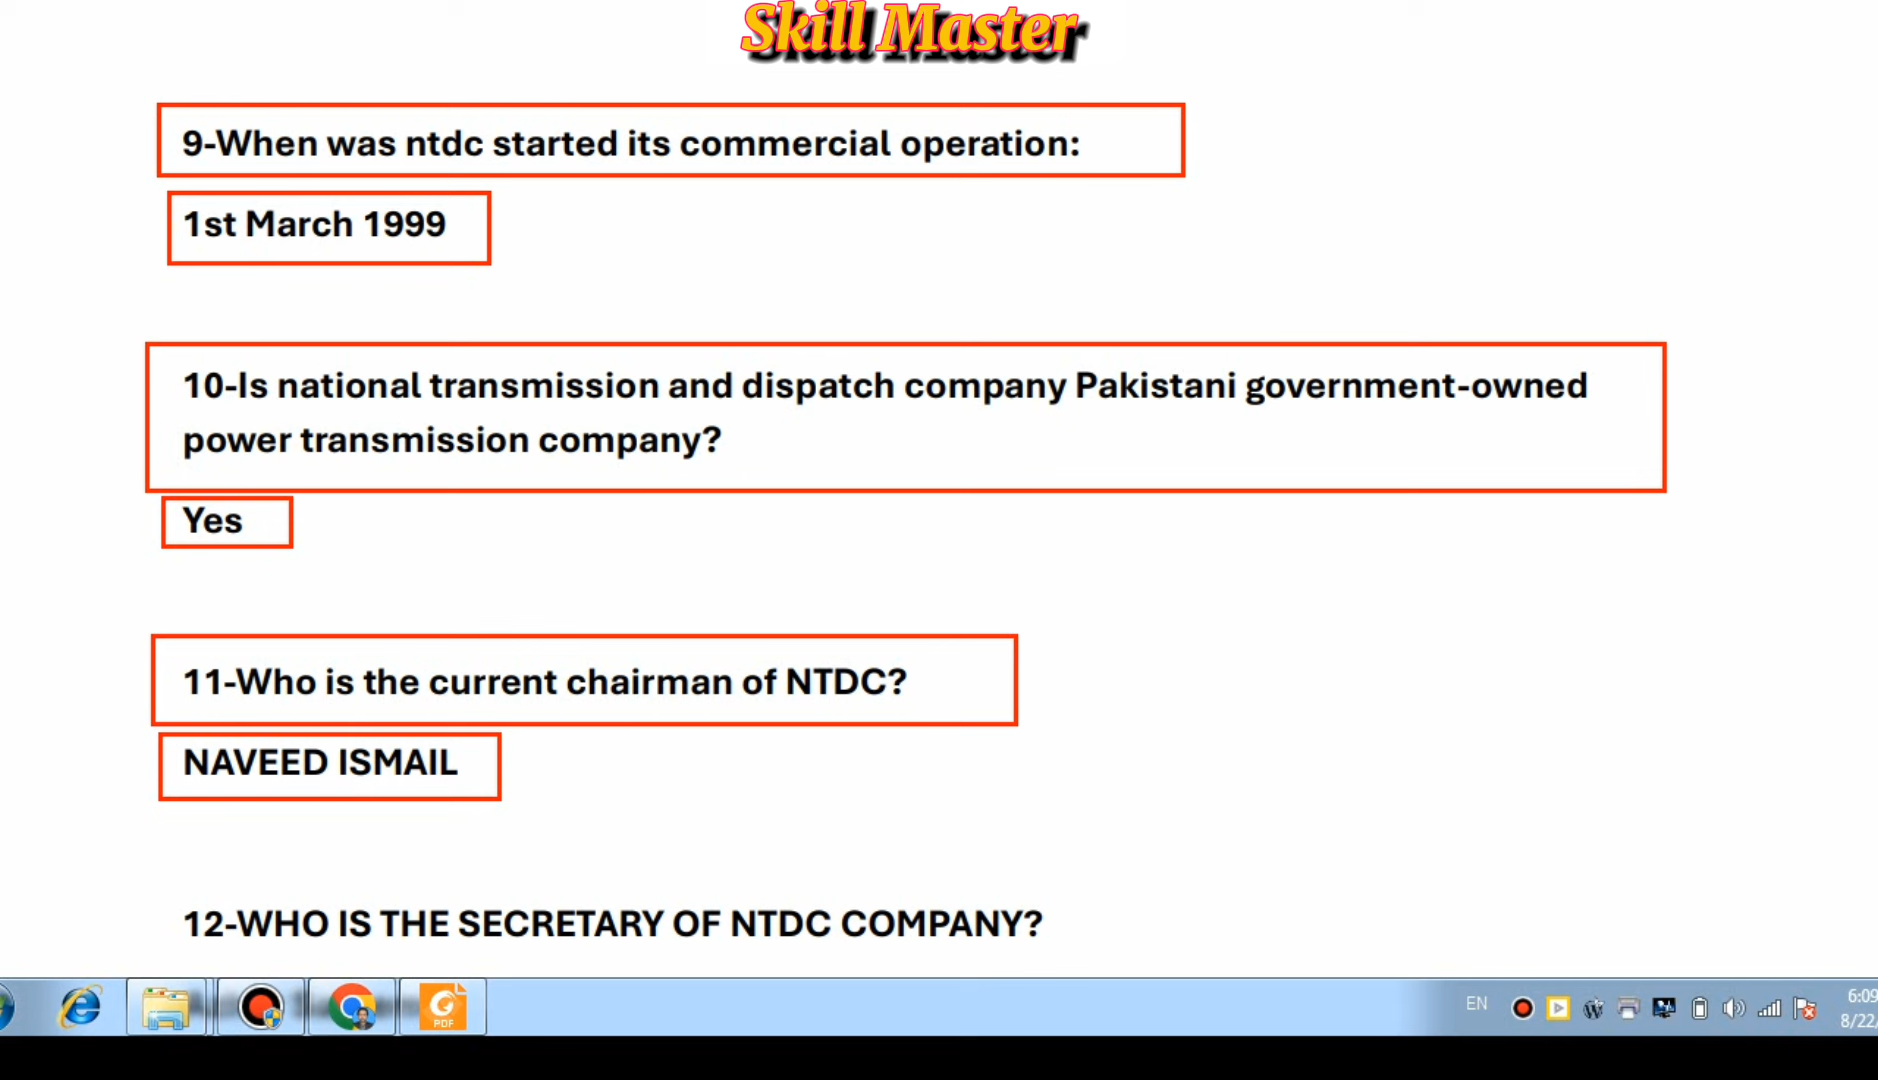 Skill Master
9-When was ntdc started its commercial operation:
1st March 1999
10-Is national transmission and dispatch company Pakistani government-owned
power transmission company?
Yes
11-Who is the current chairman of NTDC?
NAVEED ISMAIL
12-WHO IS THE SECRETARY OF NTDC COMPANY?
PDF
EN
6:09
8/22/